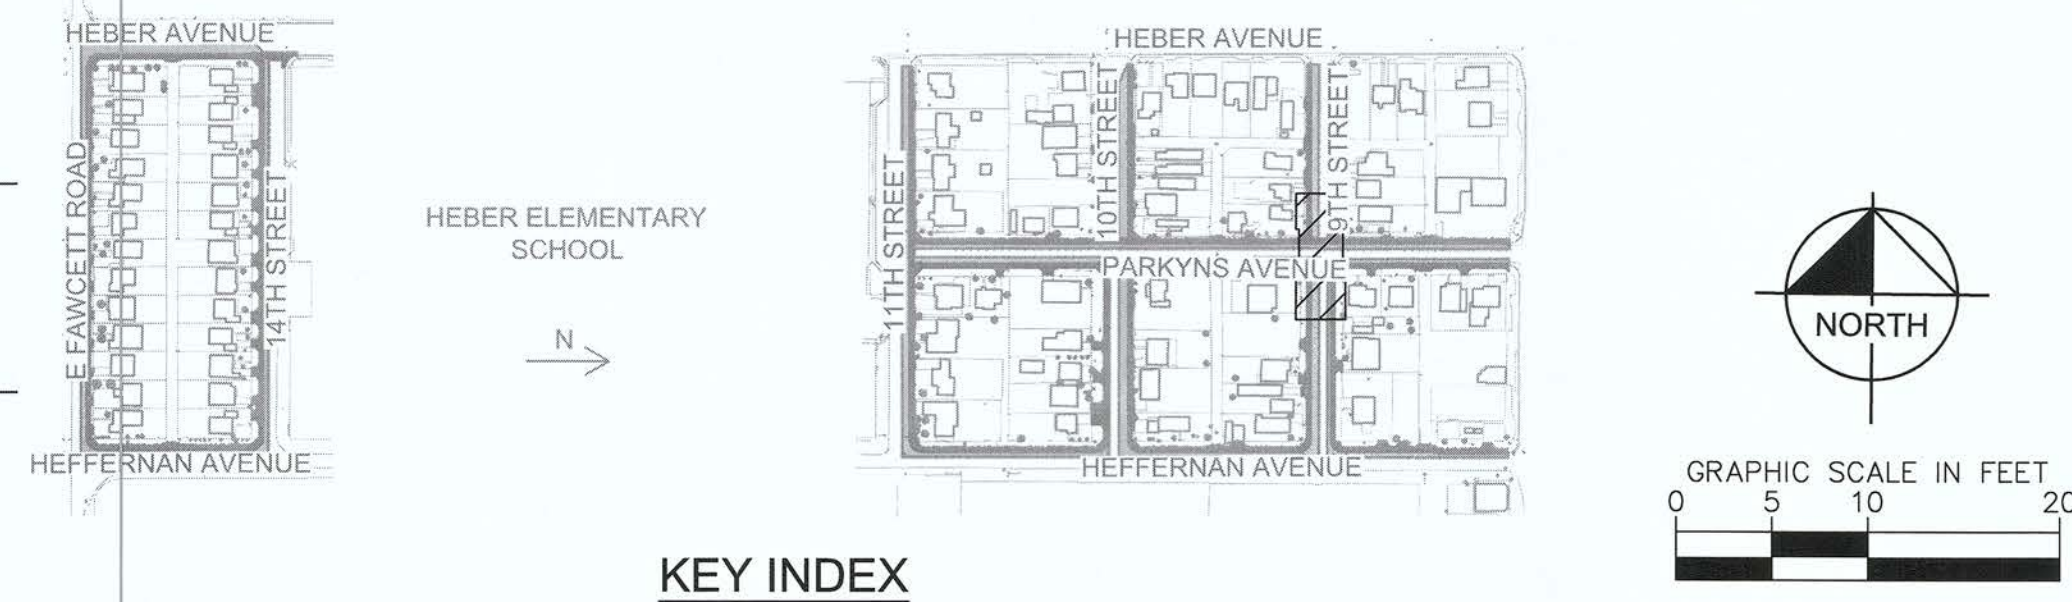 HEBER AVENUE
E FAWCETT ROAD
14TH STREET
HEFFERNAN AVENUE
HEBER ELEMENTARY
SCHOOL
N
HEBER AVENUE
11TH STREET
10TH STREET
9TH STREET
PARKYNS AVENUE
HEFFERNAN AVENUE
KEY INDEX
NORTH
GRAPHIC SCALE IN FEET
0 5 10 20